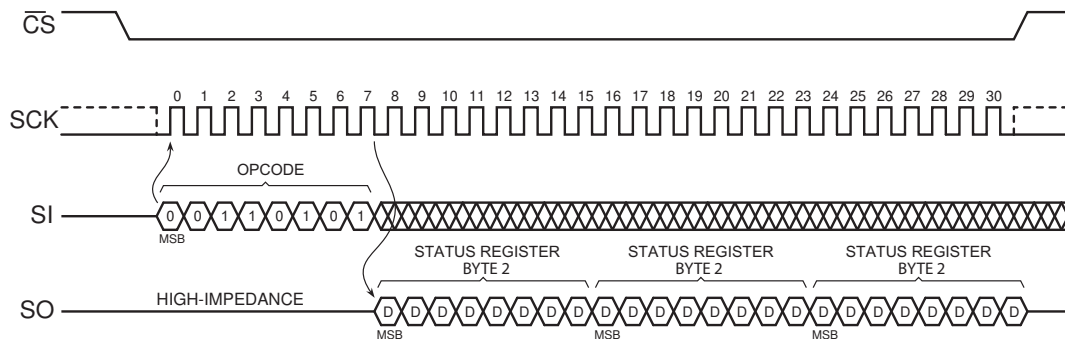 CS
0 1 2 3 4 5 6 7 8 9 10 11 12 13 14 15 16 17 18 19 20 21 22 23 24 25 26 27 28 29 30
SCK
OPCODE
SI 0 0 1 1 0 1 0 1
MSB
STATUS REGISTER STATUS REGISTER STATUS REGISTER
BYTE 2 BYTE 2 BYTE 2
HIGH-IMPEDANCE
SO D D D D D D D D D D D D D D D D D D D D D D D D
MSB MSB MSB